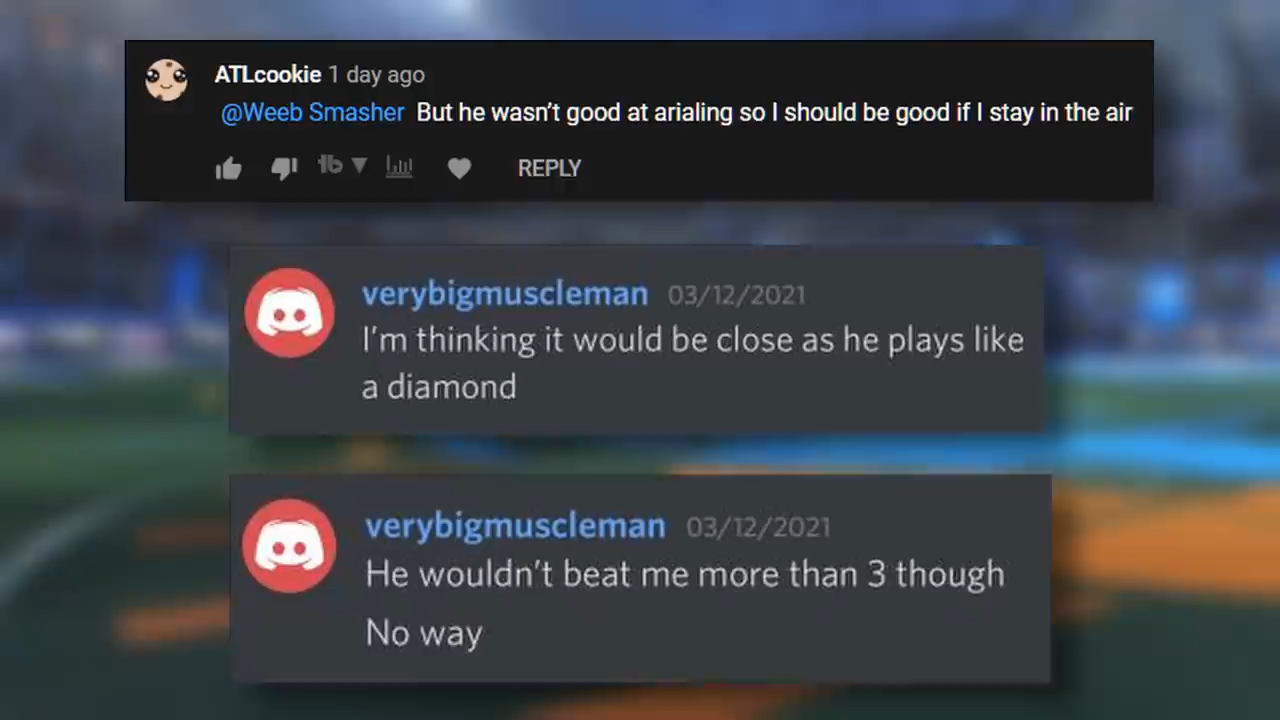 ATLcookie 1 day ago
@Weeb Smasher But he wasn't good at arialing so I should be good if I stay in the air
REPLY
verybigmuscleman 03/12/2021
I'm thinking it would be close as he plays like
a diamond
verybigmuscleman 03/12/2021
He wouldn't beat me more than 3 though
No way